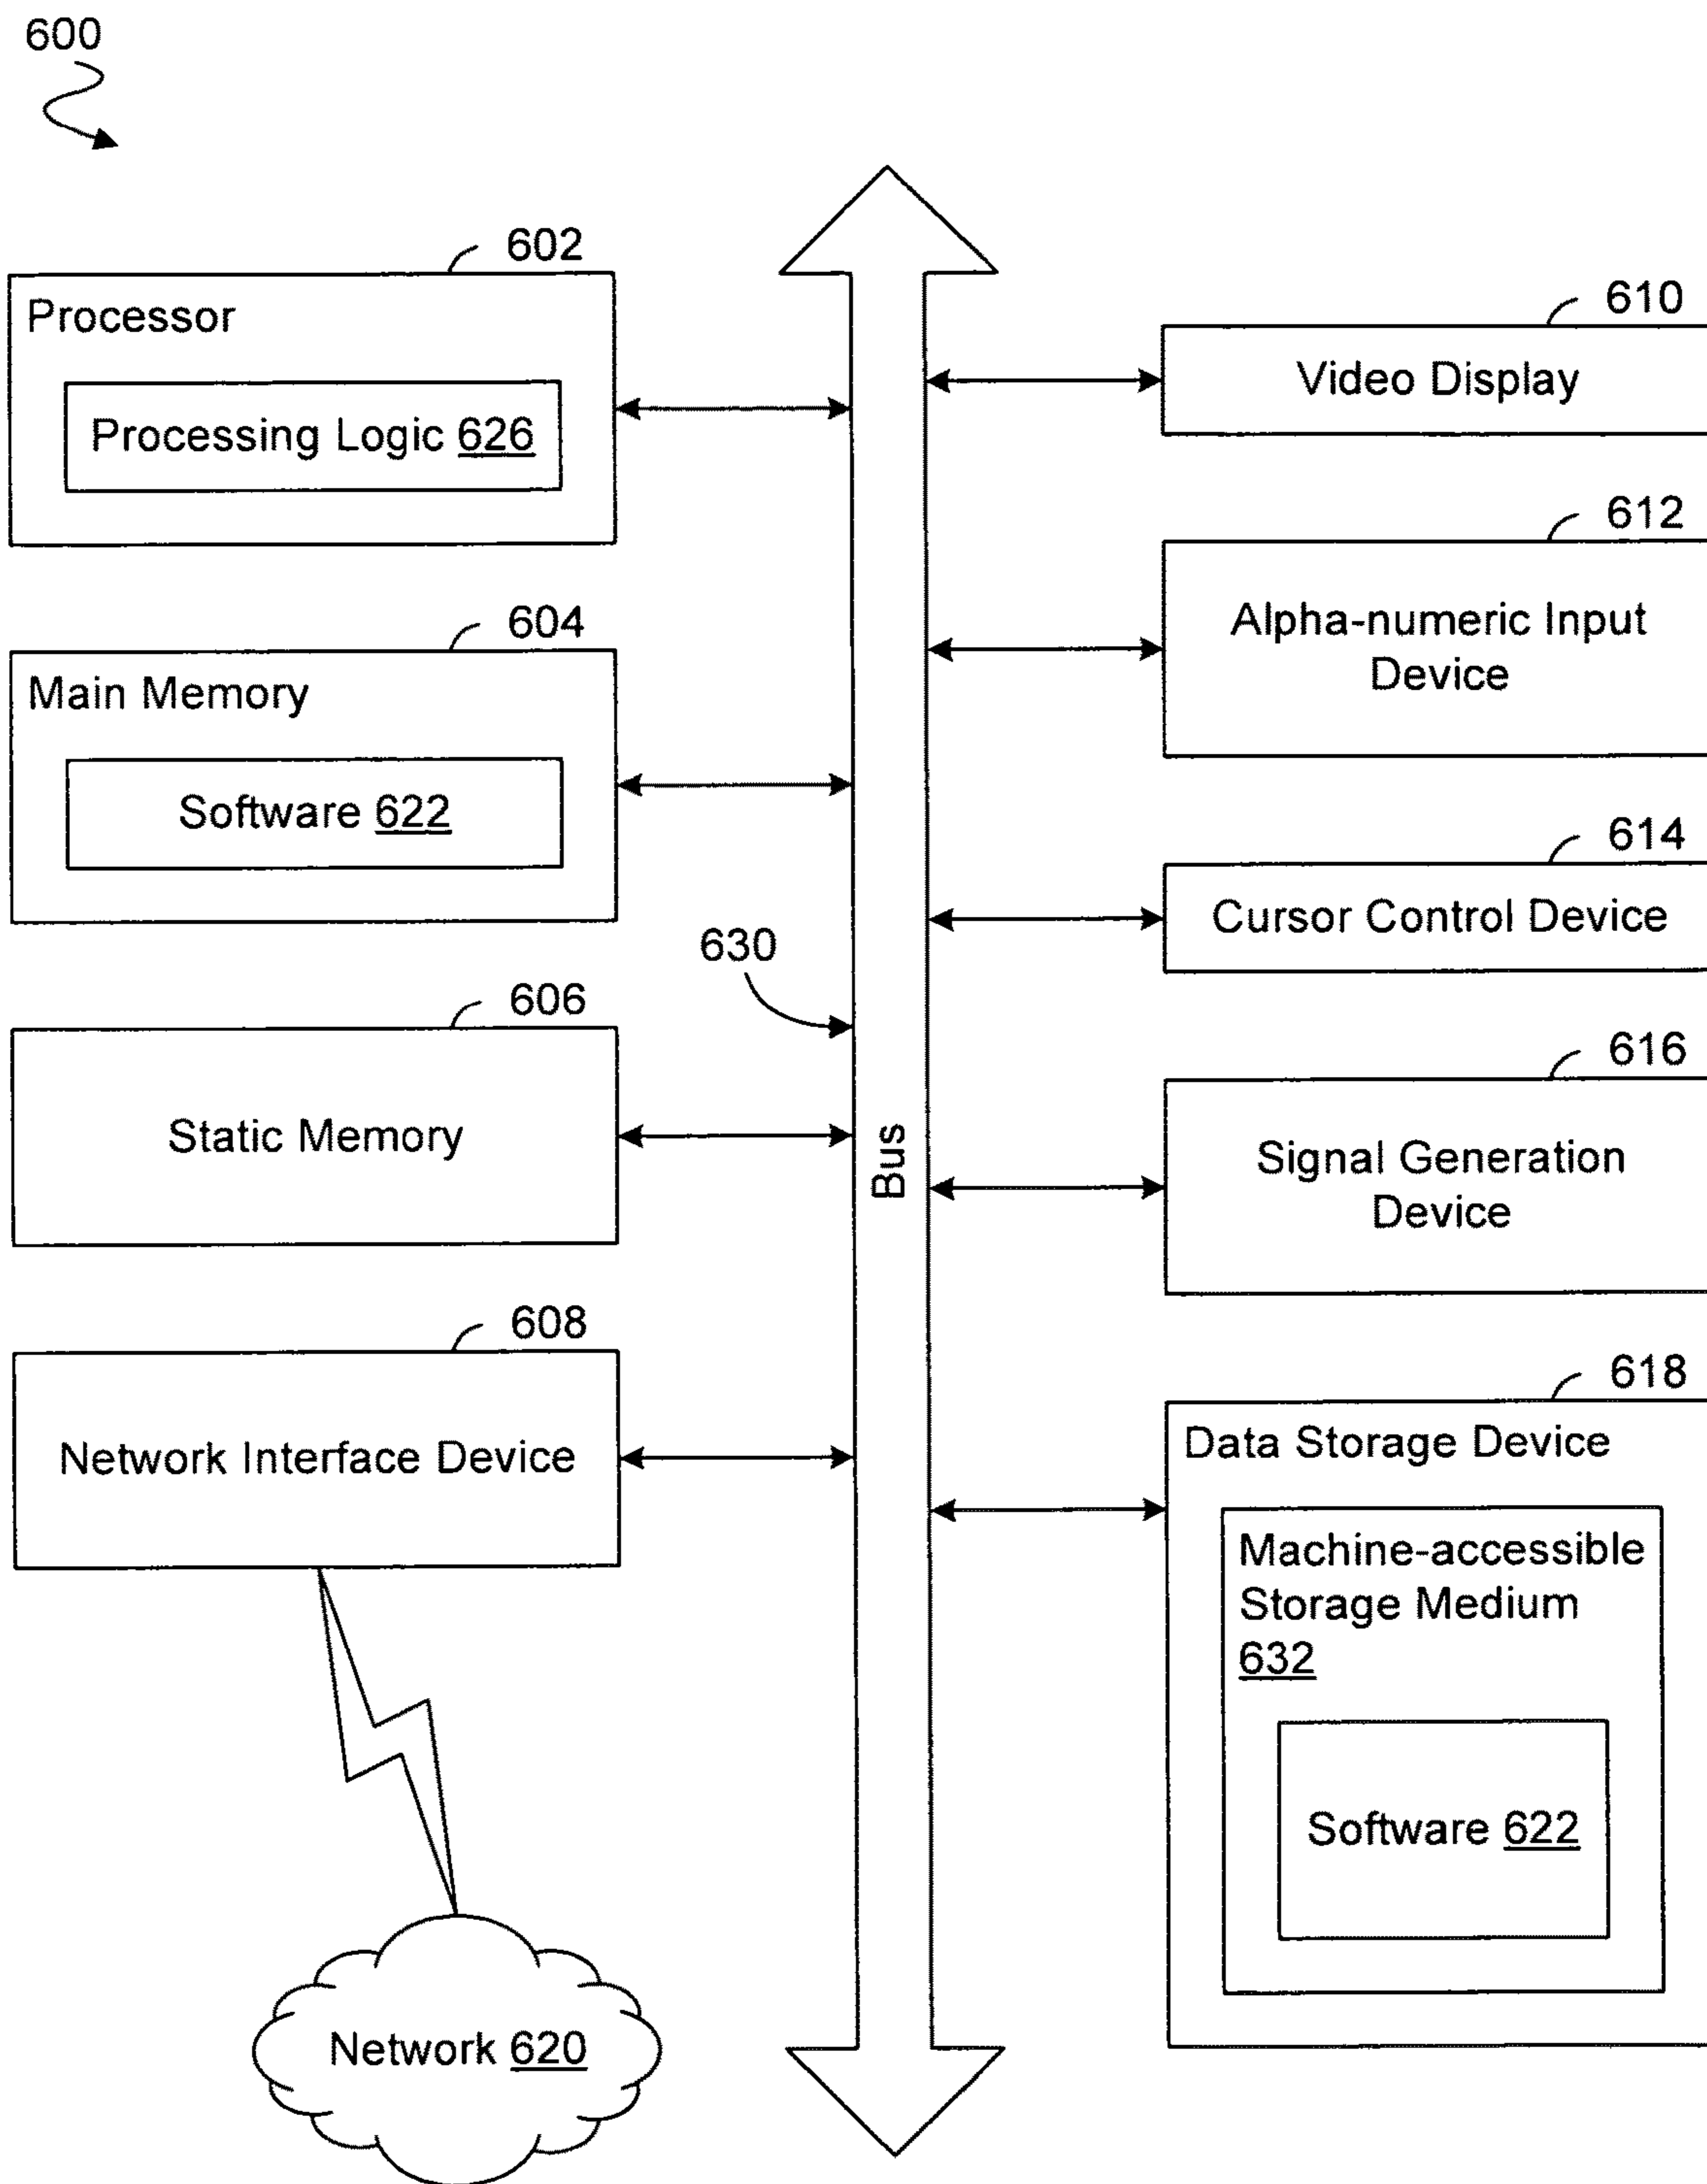 600
602
Processor
Processing Logic 626
604
Main Memory
Software 622
630
606
Static Memory
608
Network Interface Device
Network 620
Bus
610
Video Display
612
Alpha-numeric Input
Device
614
Cursor Control Device
616
Signal Generation
Device
618
Data Storage Device
Machine-accessible
Storage Medium
632
Software 622